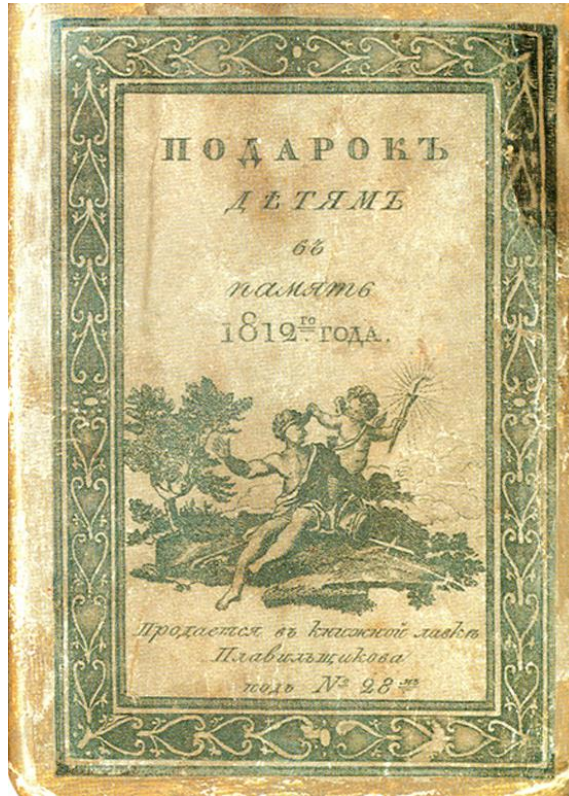 ПОДАРОКЪ
ДѢТЯМЪ
въ
память
1812го года.
Продается въ книжной лавкѣ
Плавильщикова
подъ № 28мъ